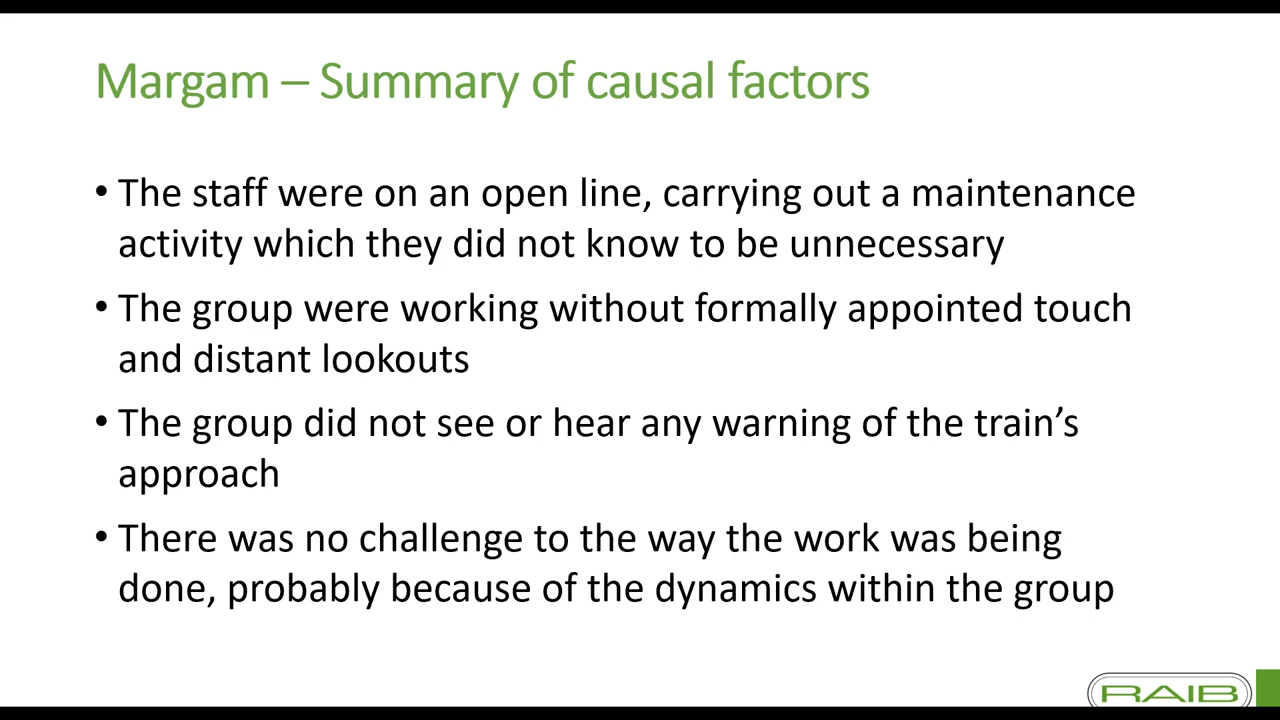 Margam – Summary of causal factors
• The staff were on an open line, carrying out a maintenance
activity which they did not know to be unnecessary
• The group were working without formally appointed touch
and distant lookouts
• The group did not see or hear any warning of the train’s
approach
• There was no challenge to the way the work was being
done, probably because of the dynamics within the group
RAIB